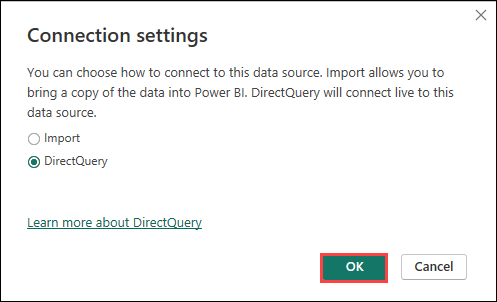 Connection settings
You can choose how to connect to this data source. Import allows you to
bring a copy of the data into Power BI. DirectQuery will connect live to this
data source.
Import
DirectQuery
Learn more about DirectQuery
OK Cancel